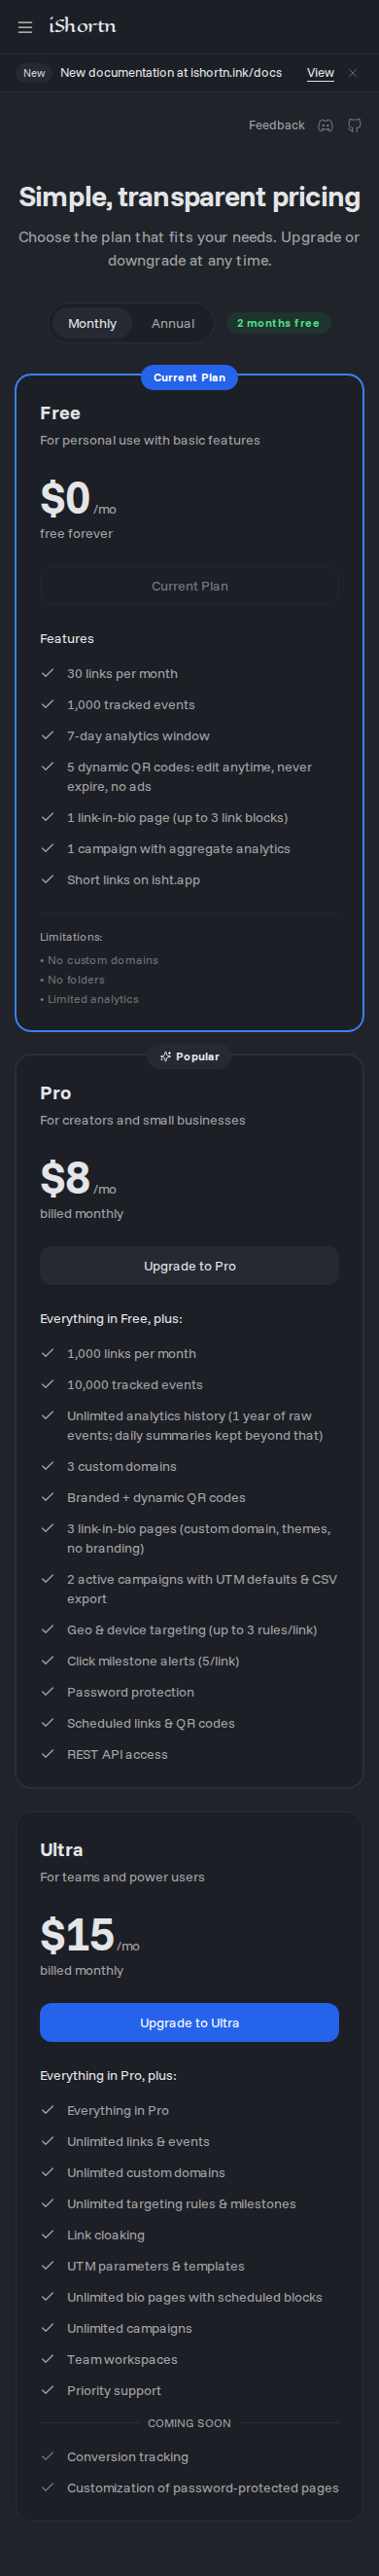 iShortn
New New documentation at ishortn.ink/docs View
Feedback
Simple, transparent pricing
Choose the plan that fits your needs. Upgrade or
downgrade at any time.
Monthly Annual 2 months free
Current Plan
Free
For personal use with basic features
$0 /mo
free forever
Current Plan
Features
30 links per month
1,000 tracked events
7-day analytics window
5 dynamic QR codes: edit anytime, never
expire, no ads
1 link-in-bio page (up to 3 link blocks)
1 campaign with aggregate analytics
Short links on isht.app
Limitations:
• No custom domains
• No folders
• Limited analytics
Popular
Pro
For creators and small businesses
$8 /mo
billed monthly
Upgrade to Pro
Everything in Free, plus:
1,000 links per month
10,000 tracked events
Unlimited analytics history (1 year of raw
events; daily summaries kept beyond that)
3 custom domains
Branded + dynamic QR codes
3 link-in-bio pages (custom domain, themes,
no branding)
2 active campaigns with UTM defaults & CSV
export
Geo & device targeting (up to 3 rules/link)
Click milestone alerts (5/link)
Password protection
Scheduled links & QR codes
REST API access
Ultra
For teams and power users
$15 /mo
billed monthly
Upgrade to Ultra
Everything in Pro, plus:
Everything in Pro
Unlimited links & events
Unlimited custom domains
Unlimited targeting rules & milestones
Link cloaking
UTM parameters & templates
Unlimited bio pages with scheduled blocks
Unlimited campaigns
Team workspaces
Priority support
COMING SOON
Conversion tracking
Customization of password-protected pages